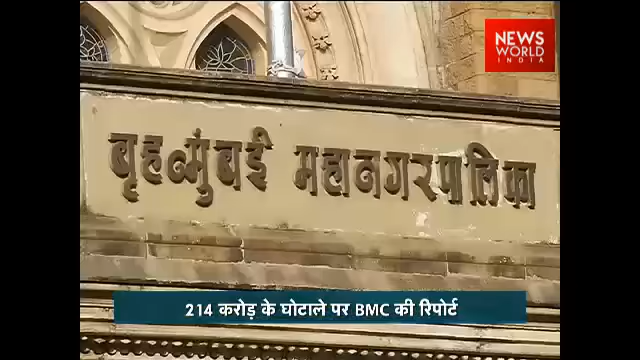 NEWS
WORLD
INDIA
बृहन्मुंबई महानगरपालिका
214 करोड़ के घोटाले पर BMC की रिपोर्ट